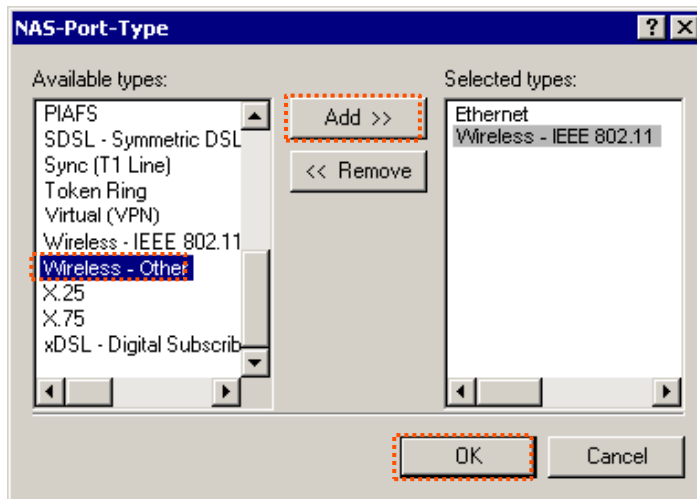 NAS-Port-Type
Available types:
Selected types:
PIAFS
SDSL - Symmetric DSL
Sync (T1 Line)
Token Ring
Virtual (VPN)
Wireless - IEEE 802.11
Wireless - Other
X.25
X.75
xDSL - Digital Subscrib
Add >>
<< Remove
Ethernet
Wireless - IEEE 802.11
OK
Cancel